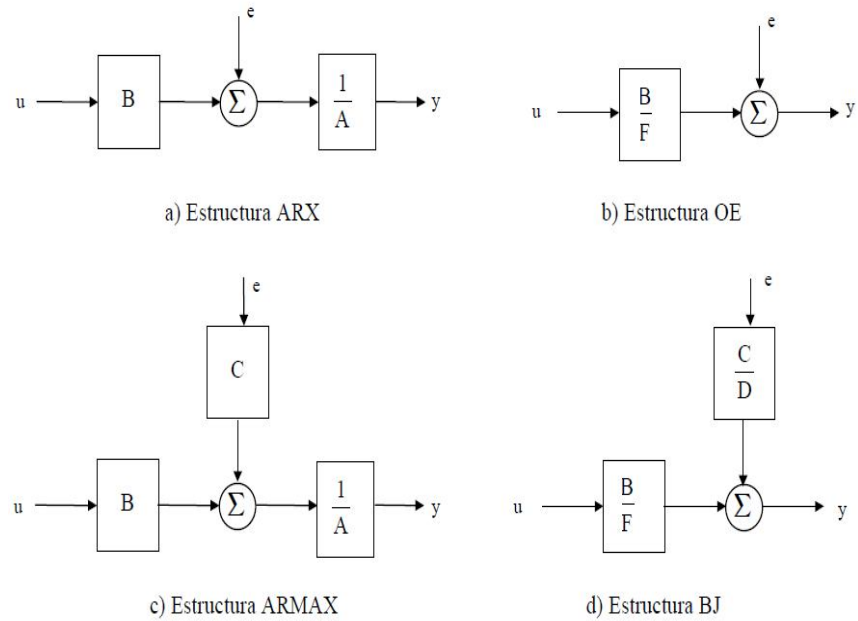 e
u
B
Σ
1
A
y
a) Estructura ARX
e
u
B
F
Σ
y
b) Estructura OE
e
C
u
B
Σ
1
A
y
c) Estructura ARMAX
e
C
D
u
B
F
Σ
y
d) Estructura BJ